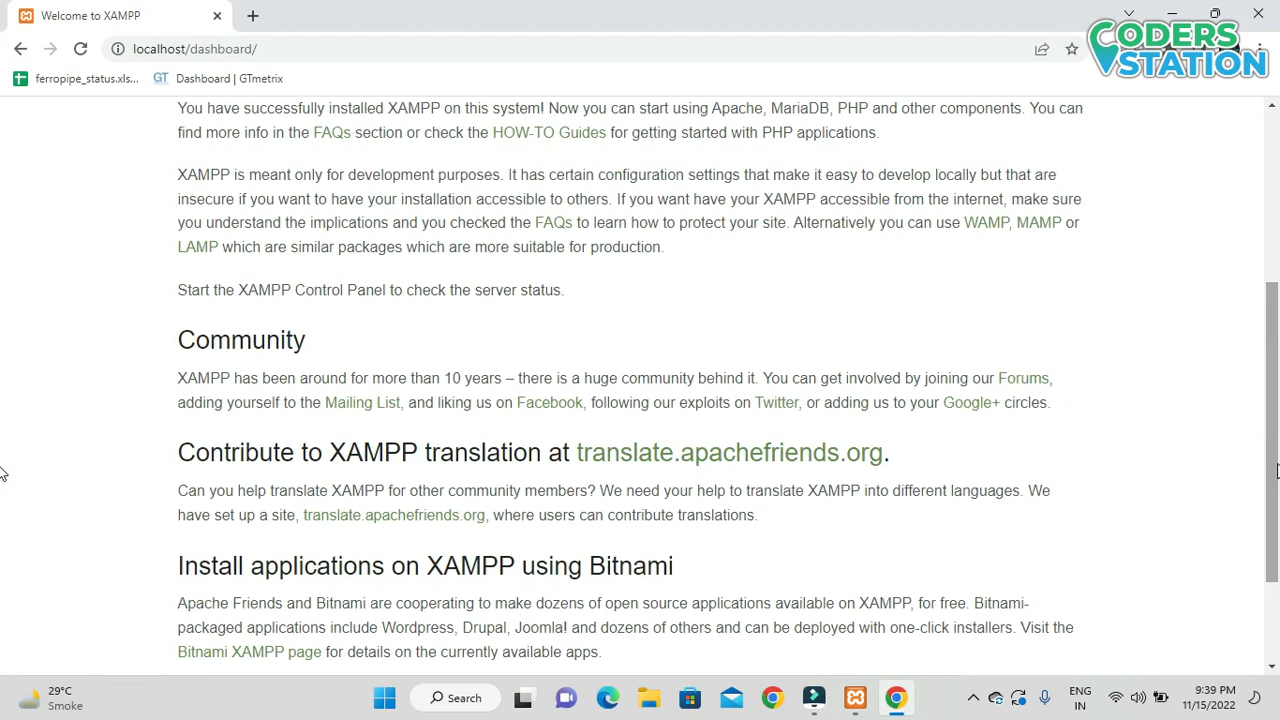 Welcome to XAMPP
localhost/dashboard/
CODERS
STATION
ferropipe_status.xls...
GT Dashboard | GTmetrix
You have successfully installed XAMPP on this system! Now you can start using Apache, MariaDB, PHP and other components. You can
find more info in the FAQs section or check the HOW-TO Guides for getting started with PHP applications.
XAMPP is meant only for development purposes. It has certain configuration settings that make it easy to develop locally but that are
insecure if you want to have your installation accessible to others. If you want have your XAMPP accessible from the internet, make sure
you understand the implications and you checked the FAQs to learn how to protect your site. Alternatively you can use WAMP, MAMP or
LAMP which are similar packages which are more suitable for production.
Start the XAMPP Control Panel to check the server status.
Community
XAMPP has been around for more than 10 years – there is a huge community behind it. You can get involved by joining our Forums,
adding yourself to the Mailing List, and liking us on Facebook, following our exploits on Twitter, or adding us to your Google+ circles.
Contribute to XAMPP translation at translate.apachefriends.org.
Can you help translate XAMPP for other community members? We need your help to translate XAMPP into different languages. We
have set up a site, translate.apachefriends.org, where users can contribute translations.
Install applications on XAMPP using Bitnami
Apache Friends and Bitnami are cooperating to make dozens of open source applications available on XAMPP, for free. Bitnami-
packaged applications include Wordpress, Drupal, Joomla! and dozens of others and can be deployed with one-click installers. Visit the
Bitnami XAMPP page for details on the currently available apps.
29°C
Smoke
Search
ENG
IN
9:39 PM
11/15/2022